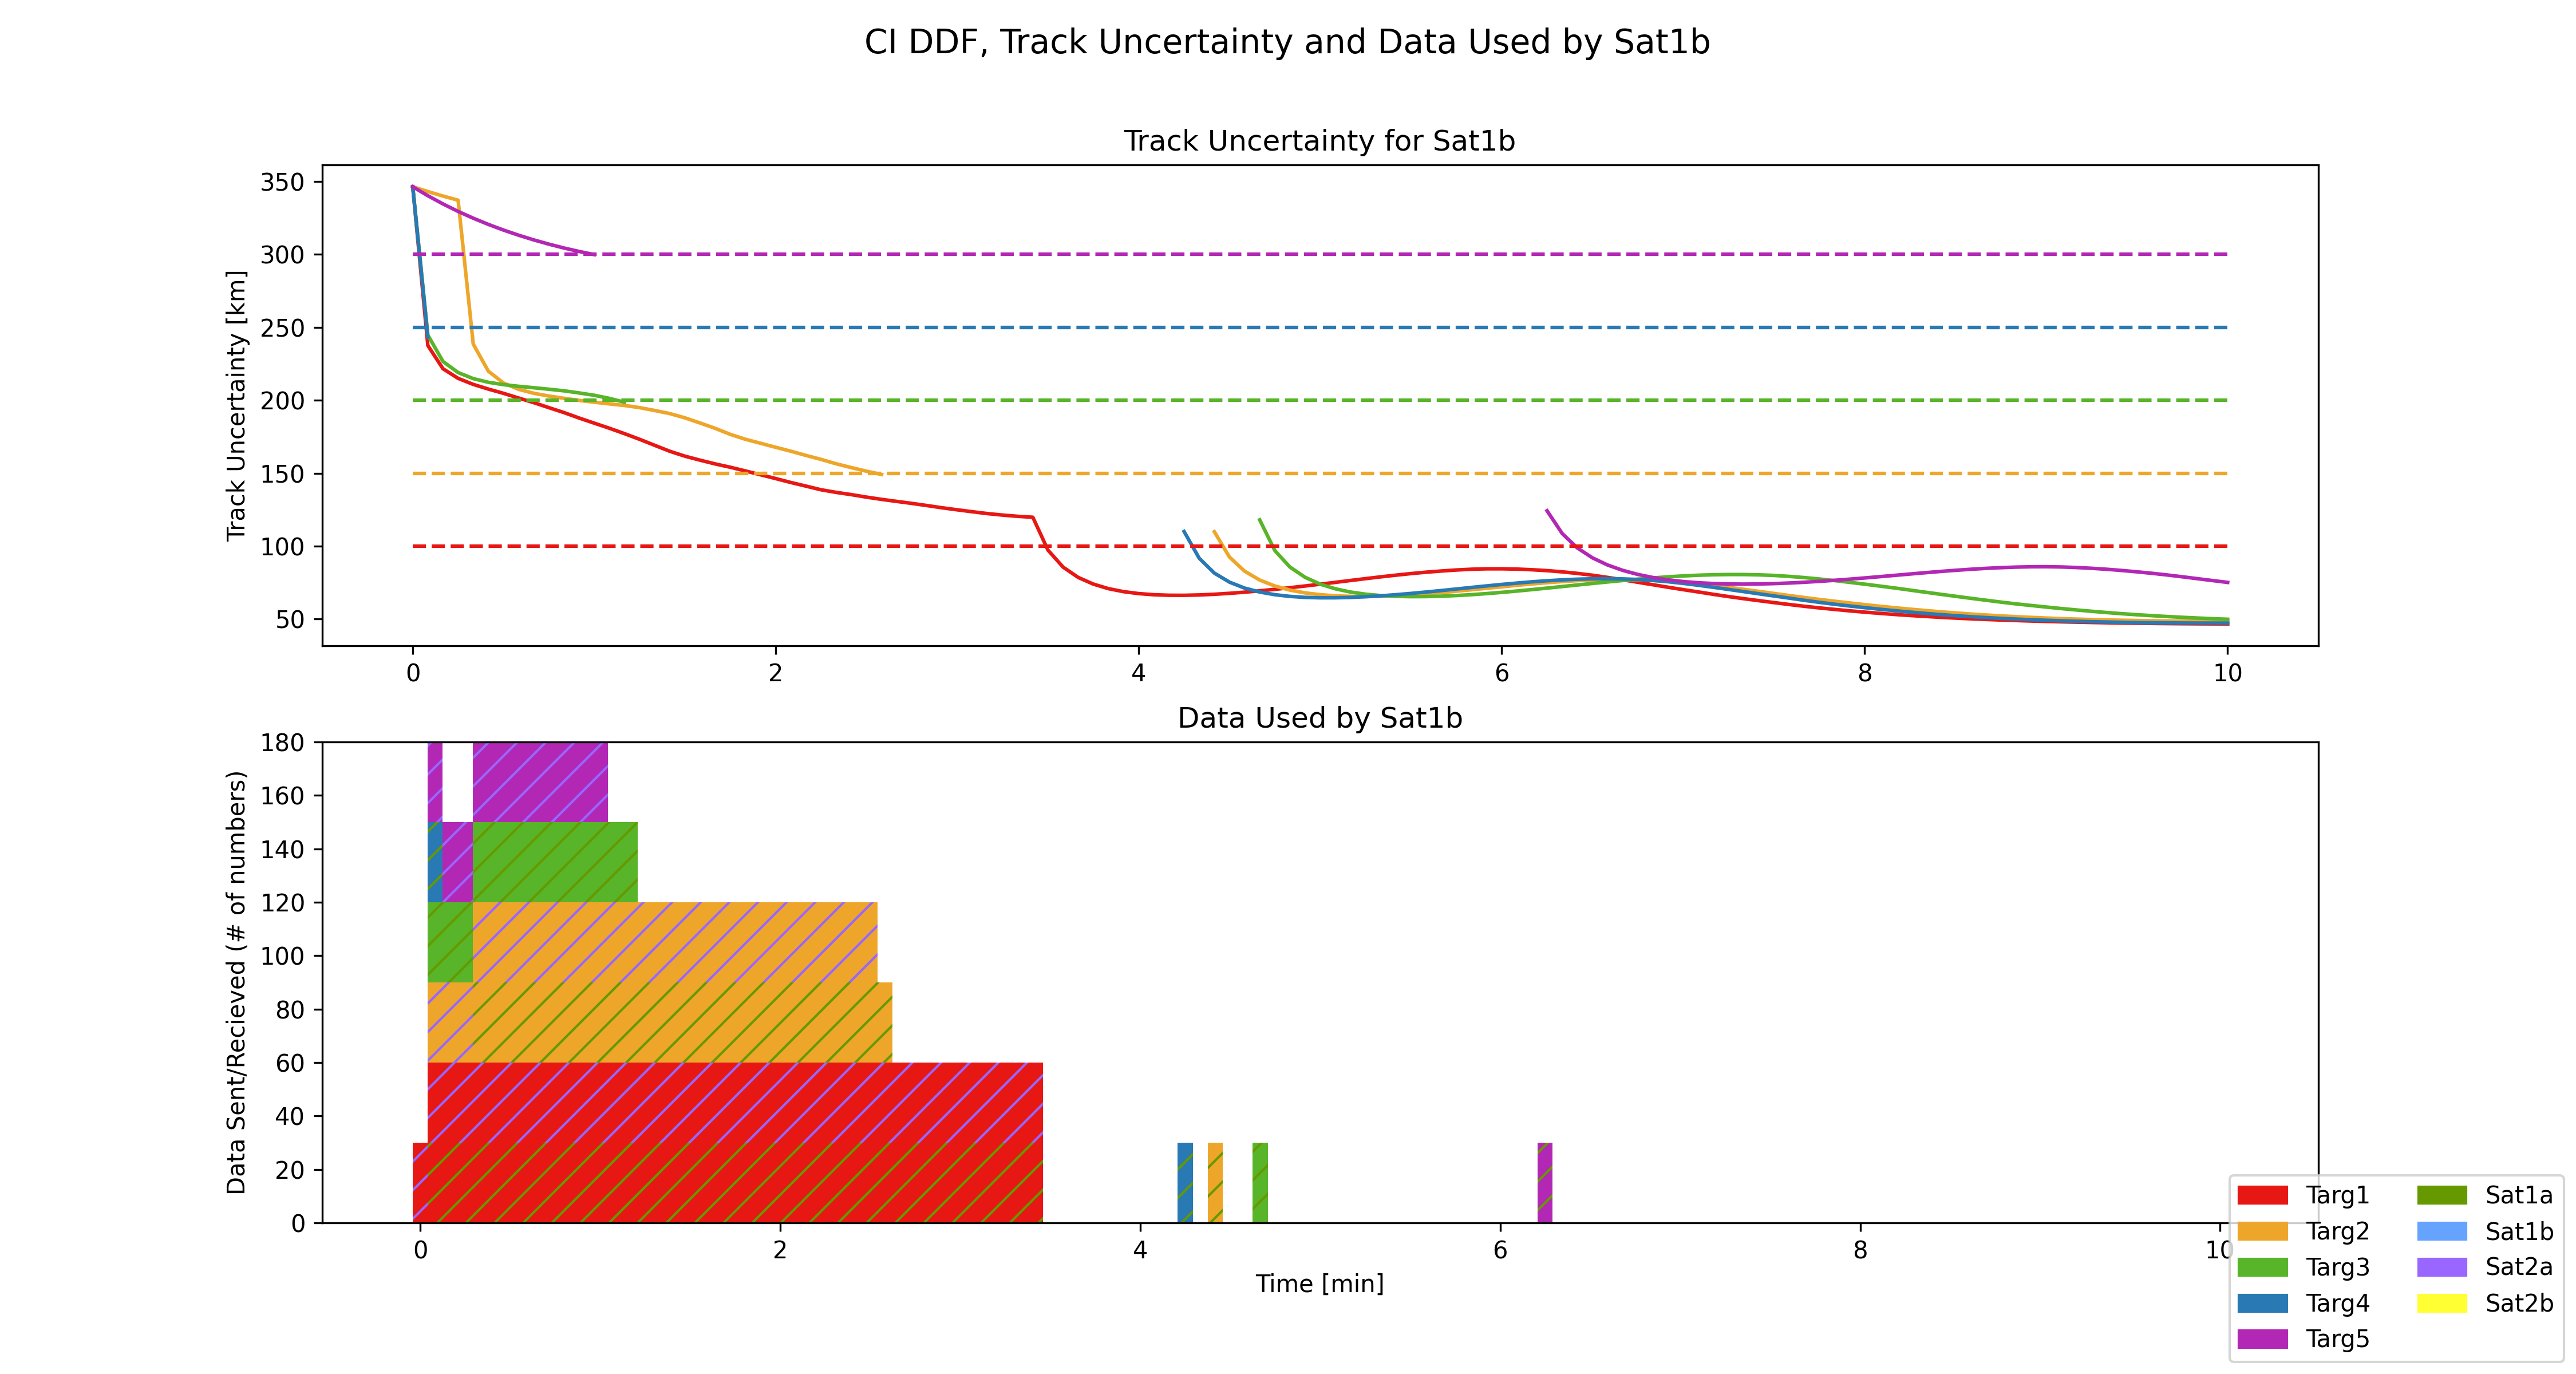 CI DDF, Track Uncertainty and Data Used by Sat1b
Track Uncertainty for Sat1b
Track Uncertainty [km]
350
300
250
200
150
100
50
0 2 4 6 8 10
Data Used by Sat1b
Data Sent/Recieved (# of numbers)
180
160
140
120
100
80
60
40
20
0
0 2 4 6 8 10
Time [min]
Targ1 Sat1a
Targ2 Sat1b
Targ3 Sat2a
Targ4 Sat2b
Targ5